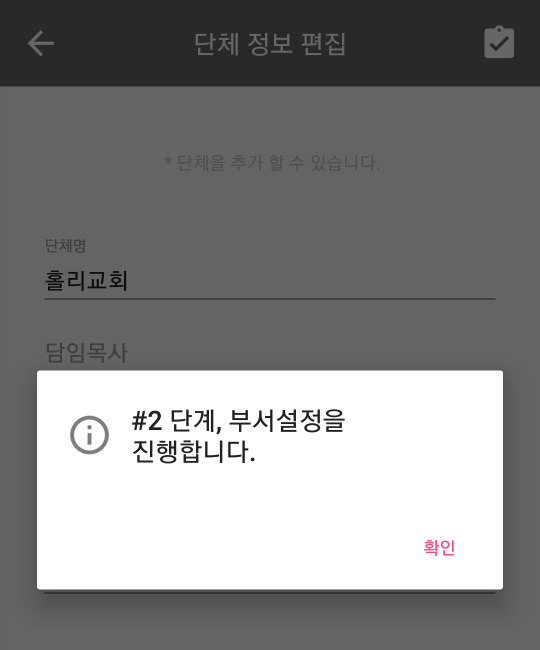 단체 정보 편집
* 단체을 추가 할 수 있습니다.
단체명
홀리교회
담임목사
#2 단계, 부서설정을
진행합니다.
확인